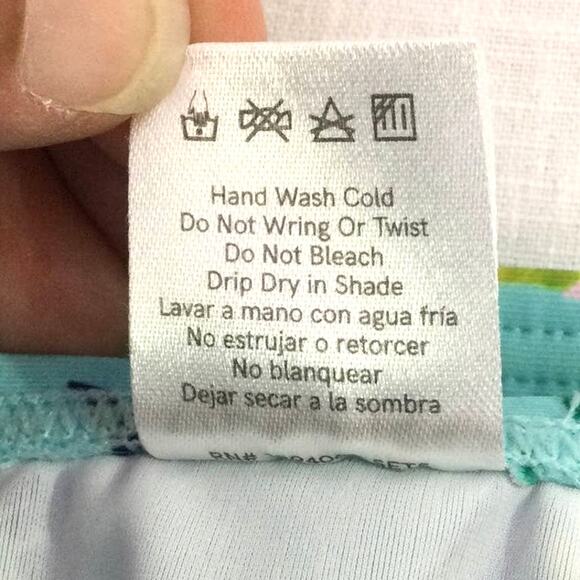 Hand Wash Cold
Do Not Wring Or Twist
Do Not Bleach
Drip Dry in Shade
Lavar a mano con agua fría
No estrujar o retorcer
No blanquear
Dejar secar a la sombra
RN#